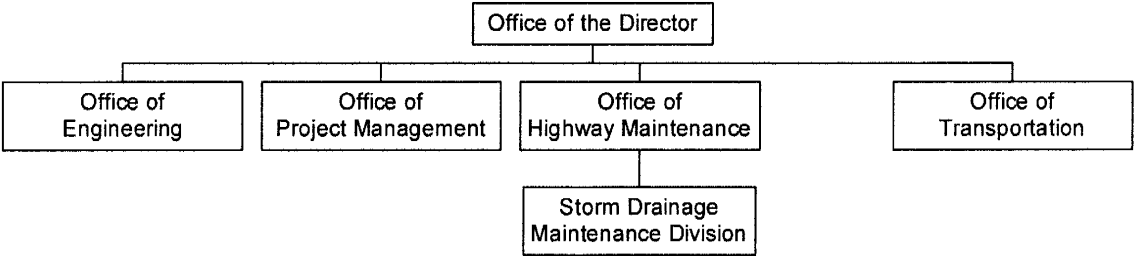 Office of the Director
Office of
Engineering
Office of
Project Management
Office of
Highway Maintenance
Office of
Transportation
Storm Drainage
Maintenance Division